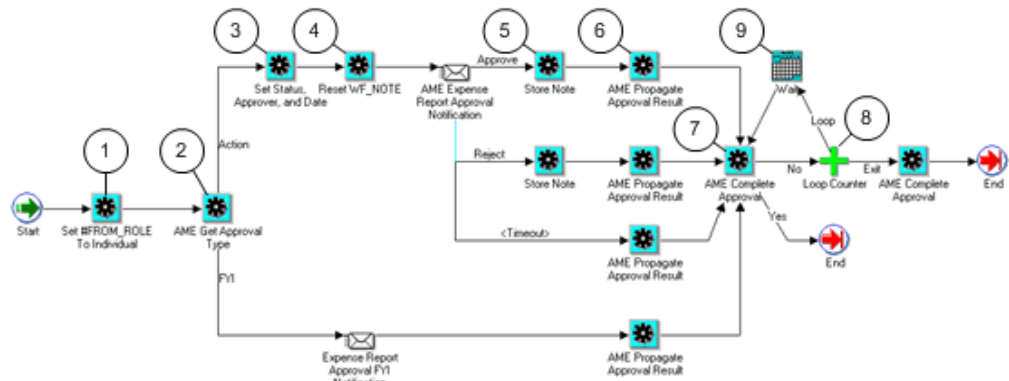 3
4
5
6
9
Approve
Set Status,
Approver, and Date
Reset WF_NOTE
AME Expense
Report Approval
Notification
Store Note
AME Propagate
Approval Result
Wait
Loop
1
2
7
8
Action
Reject
Store Note
AME Propagate
Approval Result
AME Complete
Approval
No
Loop Counter
Exit
AME Complete
Approval
End
Start
Set #FROM_ROLE
To Individual
AME Get Approval
Type
<Timeout>
Yes
End
AME Propagate
Approval Result
FYI
Expense Report
Approval FYI
Notification
AME Propagate
Approval Result